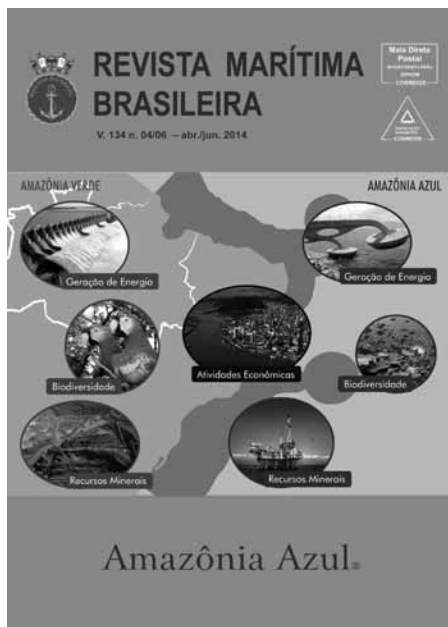 REVISTA MARÍTIMA
BRASILEIRA
V. 134 n. 04/06 – abr./jun. 2014
Mala Direta
Postal
DPHDM
CORREIOS
CORREIOS
AMAZÔNIA VERDE
AMAZÔNIA AZUL
Geração de Energia
Geração de Energia
Biodiversidade
Atividades Econômicas
Biodiversidade
Recursos Minerais
Recursos Minerais
Amazônia Azul®